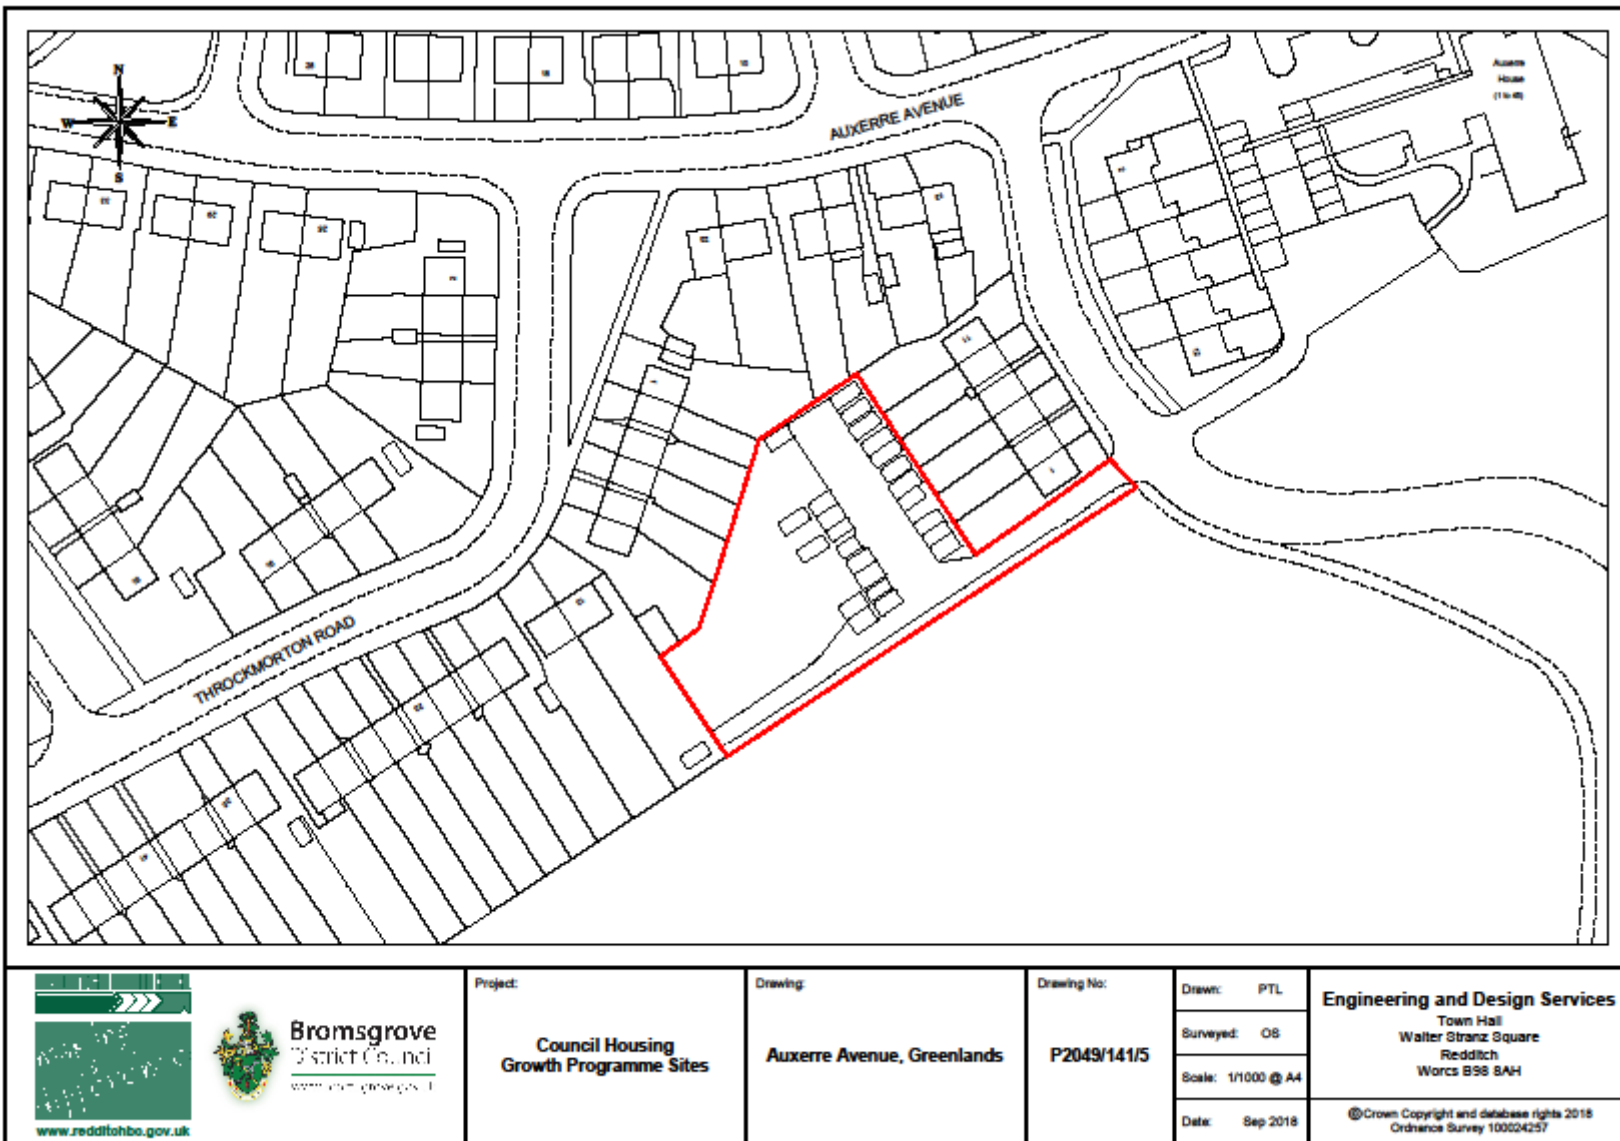 N
W
E
S
AUXERRE AVENUE
Auxerre
House
THROCKMORTON ROAD
www.redditchbc.gov.uk
Bromsgrove
District Council
Project:
Council Housing
Growth Programme Sites
Drawing:
Auxerre Avenue, Greenlands
Drawing No:
P2049/141/5
Drawn: PTL
Surveyed: OS
Scale: 1/1000 @ A4
Date: Sep 2018
Engineering and Design Services
Town Hall
Walter Stranz Square
Redditch
Worcs B98 8AH
©Crown Copyright and database rights 2018
Ordnance Survey 100024257